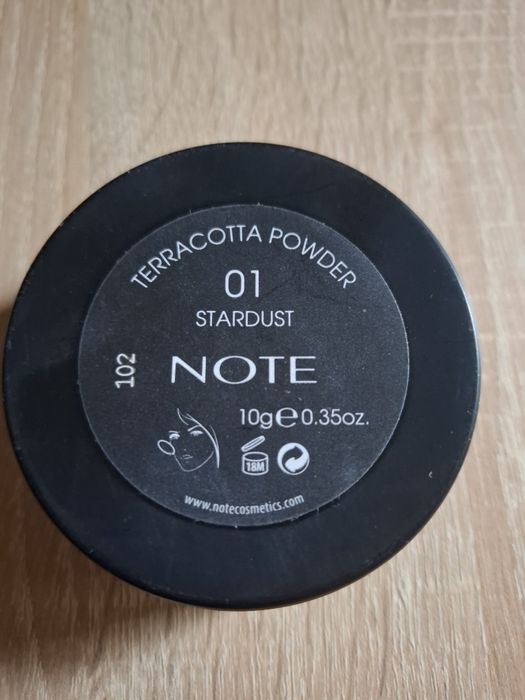 TERRACOTTA POWDER
01
STARDUST
102
NOTE
10g℮0.35oz.
18M
www.notecosmetics.com